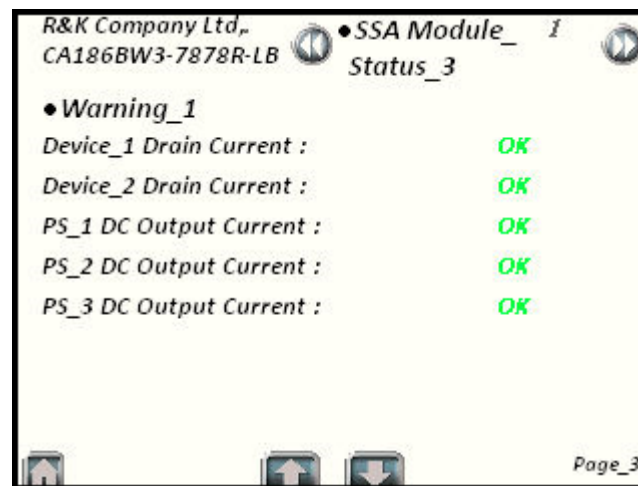 R&K Company Ltd,.
CA186BW3-7878R-LB
●SSA Module_ 1
Status_3
●Warning_1
Device_1 Drain Current : OK
Device_2 Drain Current : OK
PS_1 DC Output Current : OK
PS_2 DC Output Current : OK
PS_3 DC Output Current : OK
Page_3